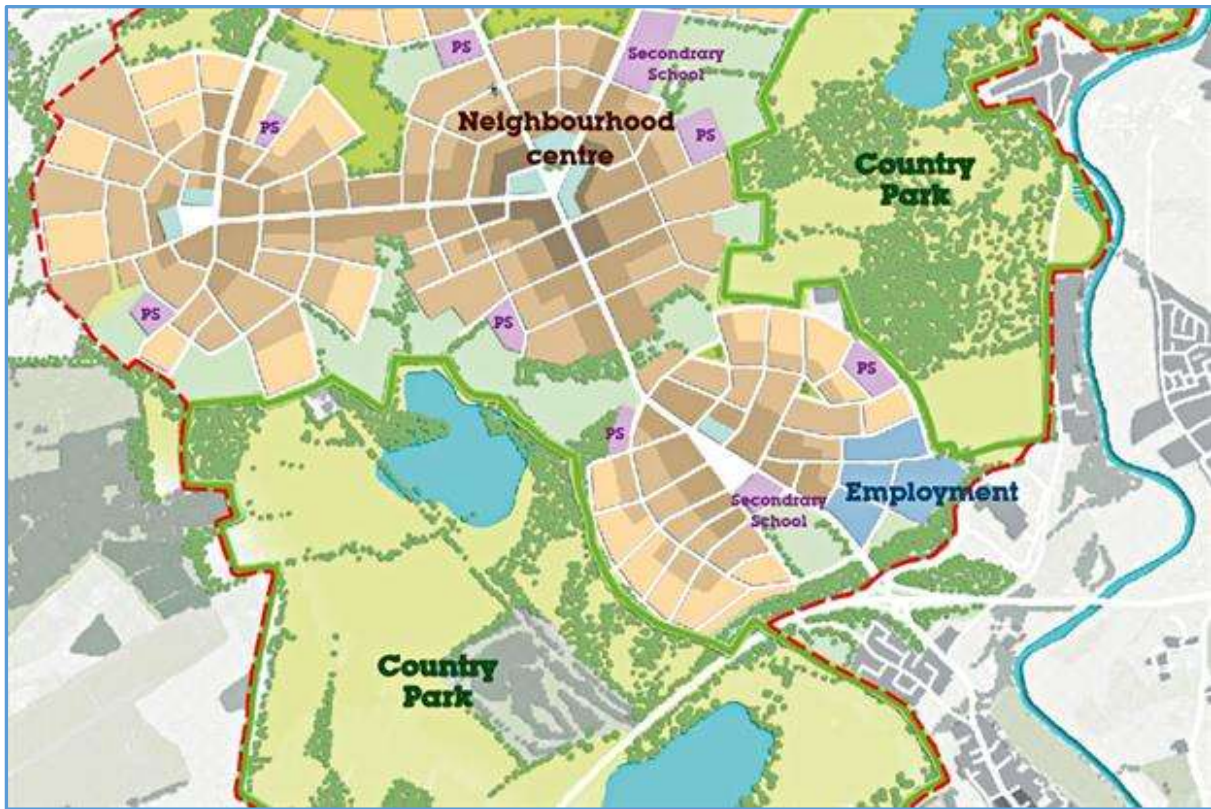 PS
Secondrary
School
PS
Neighbourhood
centre
PS
Country
Park
PS
PS
PS
PS
Secondrary
School
Employment
Country
Park